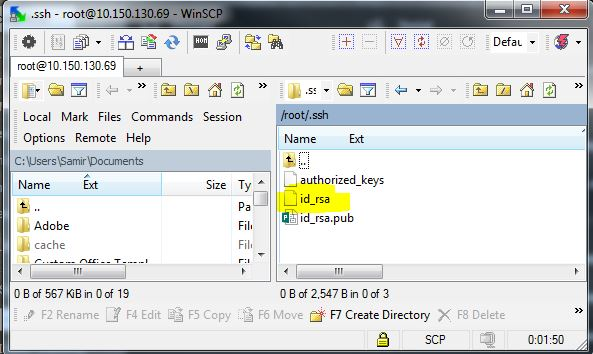 .ssh - root@10.150.130.69 - WinSCP
Defau
root@10.150.130.69
+
.ss
Local Mark Files Commands Session
Options Remote Help
C:\Users\Samir\Documents
/root/.ssh
Name Ext Size Ty
Name Ext
.. Pa
..
Adobe File
authorized_keys
cache File
id_rsa
id_rsa.pub
0 B of 567 KiB in 0 of 19
0 B of 2,547 B in 0 of 3
F2 Rename F4 Edit F5 Copy F6 Move F7 Create Directory F8 Delete
SCP 0:01:50